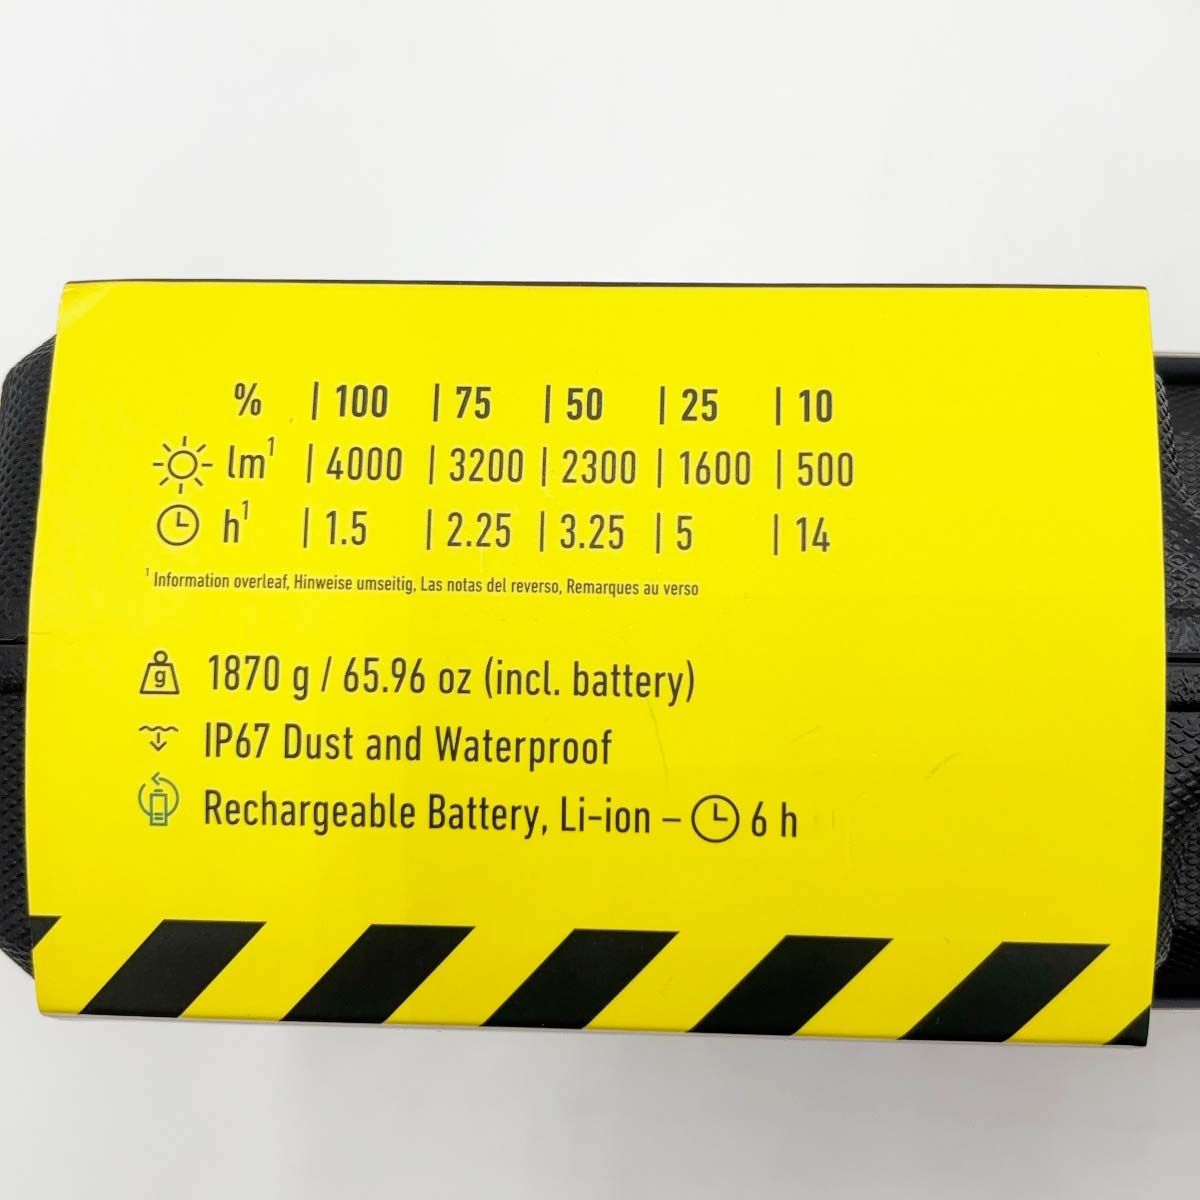 % | 100 | 75 | 50 | 25 | 10
lm¹ | 4000 | 3200 | 2300 | 1600 | 500
h¹ | 1.5 | 2.25 | 3.25 | 5 | 14
¹ Information overleaf, Hinweise umseitig, Las notas del reverso, Remarques au verso
g 1870 g / 65.96 oz (incl. battery)
IP67 Dust and Waterproof
Rechargeable Battery, Li-ion – 6 h